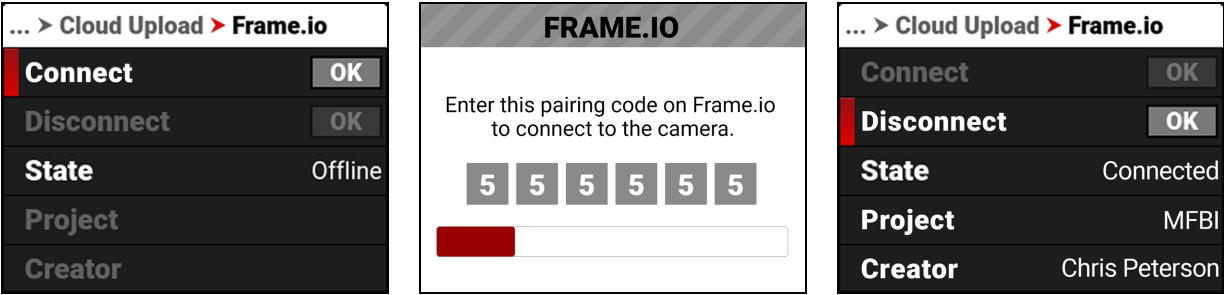 ... > Cloud Upload > Frame.io
Connect OK
Disconnect OK
State Offline
Project
Creator
FRAME.IO
Enter this pairing code on Frame.io
to connect to the camera.
5 5 5 5 5 5
... > Cloud Upload > Frame.io
Connect OK
Disconnect OK
State Connected
Project MFBI
Creator Chris Peterson